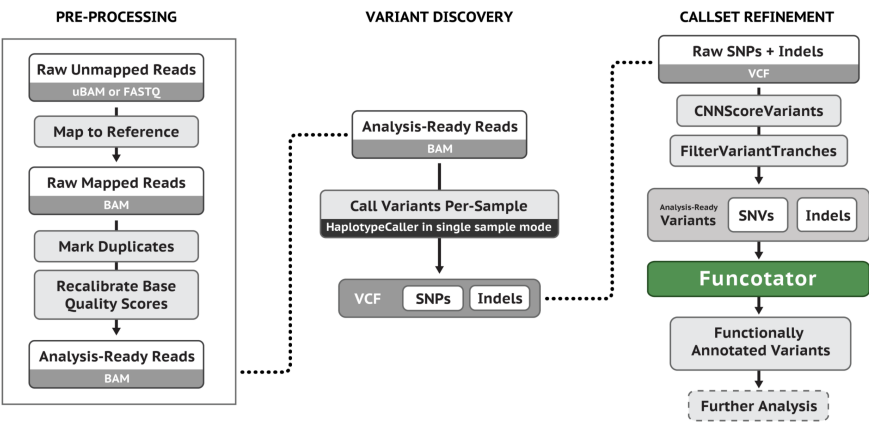 PRE-PROCESSING
Raw Unmapped Reads
uBAM or FASTQ
Map to Reference
Raw Mapped Reads
BAM
Mark Duplicates
Recalibrate Base
Quality Scores
Analysis-Ready Reads
BAM
VARIANT DISCOVERY
Analysis-Ready Reads
BAM
Call Variants Per-Sample
HaplotypeCaller in single sample mode
VCF SNPs Indels
CALLSET REFINEMENT
Raw SNPs + Indels
VCF
CNNScoreVariants
FilterVariantTranches
Analysis-Ready
Variants SNVs Indels
Funcotator
Functionally
Annotated Variants
Further Analysis